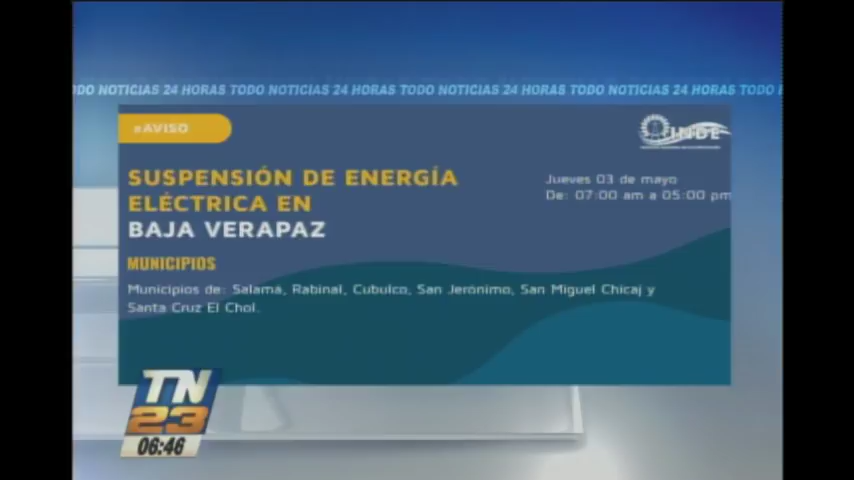 DO NOTICIAS 24 HORAS TODO NOTICIAS 24 HORAS TODO NOTICIAS 24 HORAS TODO NOTICIAS 24 HORAS TODO
#AVISO
INDE
SUSPENSIÓN DE ENERGÍA
ELÉCTRICA EN
BAJA VERAPAZ
Jueves 03 de mayo
De: 07:00 am a 05:00 pm
MUNICIPIOS
Municipios de: Salamá, Rabinal, Cubulco, San Jerónimo, San Miguel Chicaj y
Santa Cruz El Chol.
TN
23
06:46